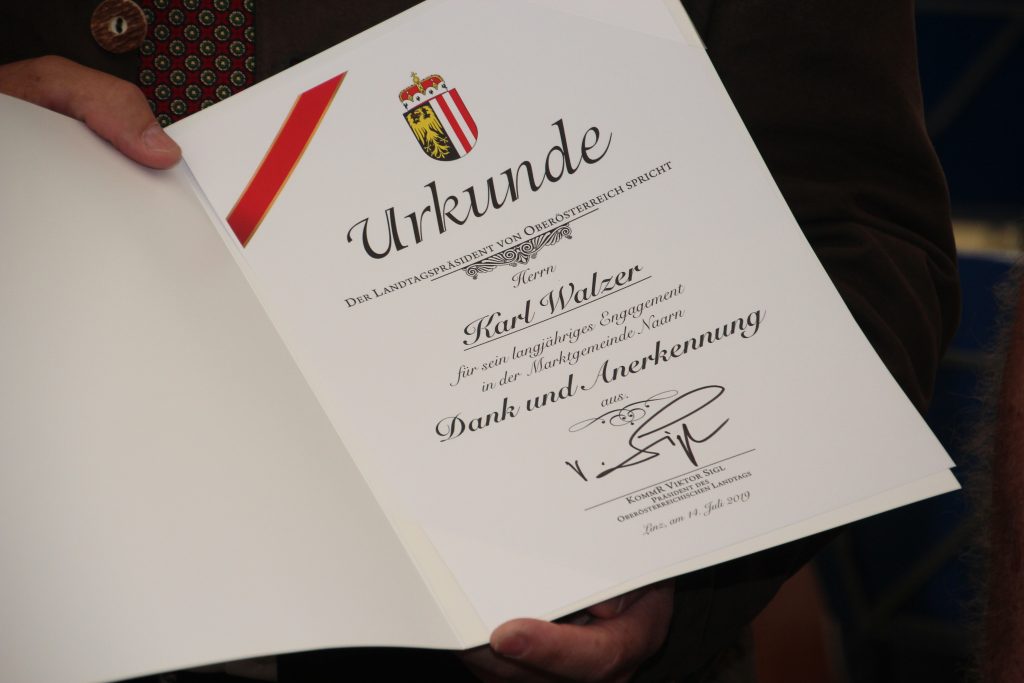 Urkunde
Der Landtagspräsident von Oberösterreich spricht
Herrn
Karl Walzer
für sein langjähriges Engagement
in der Marktgemeinde Naarn
Dank und Anerkennung
aus.
V. Sigl
KommR Viktor Sigl
Präsident des
Oberösterreichischen Landtags
Linz, am 14. Juli 2019